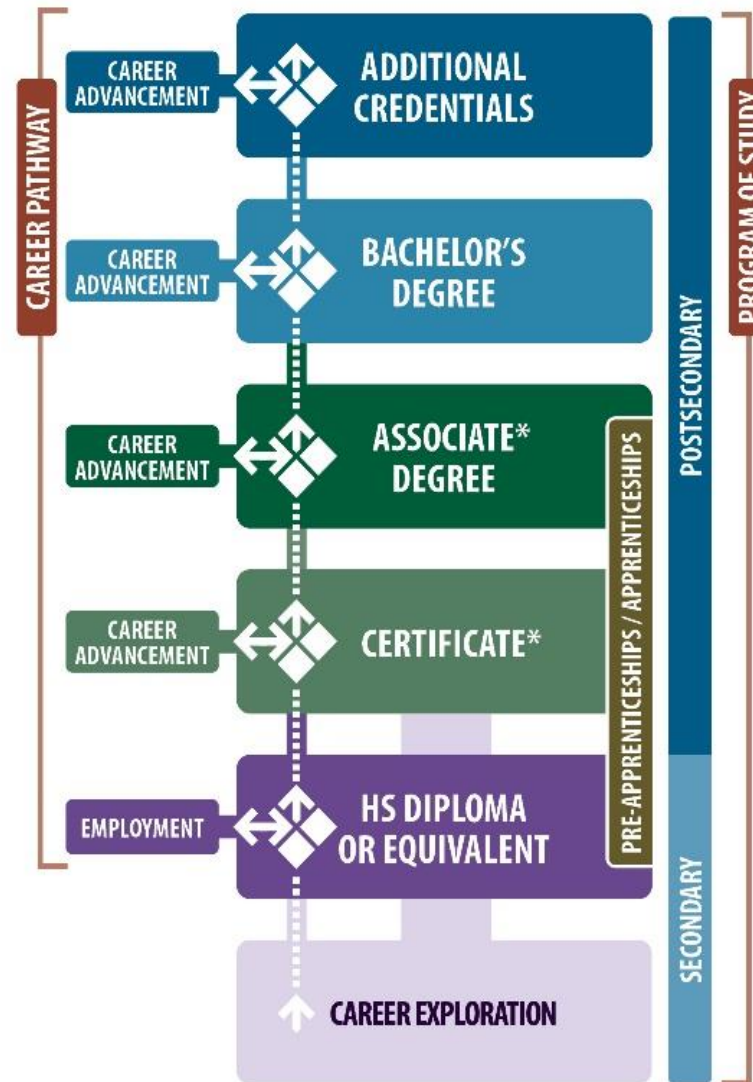 CAREER PATHWAY
CAREER
ADVANCEMENT
ADDITIONAL
CREDENTIALS
CAREER
ADVANCEMENT
BACHELOR'S
DEGREE
CAREER
ADVANCEMENT
ASSOCIATE*
DEGREE
CAREER
ADVANCEMENT
CERTIFICATE*
EMPLOYMENT
HS DIPLOMA
OR EQUIVALENT
CAREER EXPLORATION
PRE-APPRENTICESHIPS / APPRENTICESHIPS
POSTSECONDARY
SECONDARY
PROGRAM OF STUDY